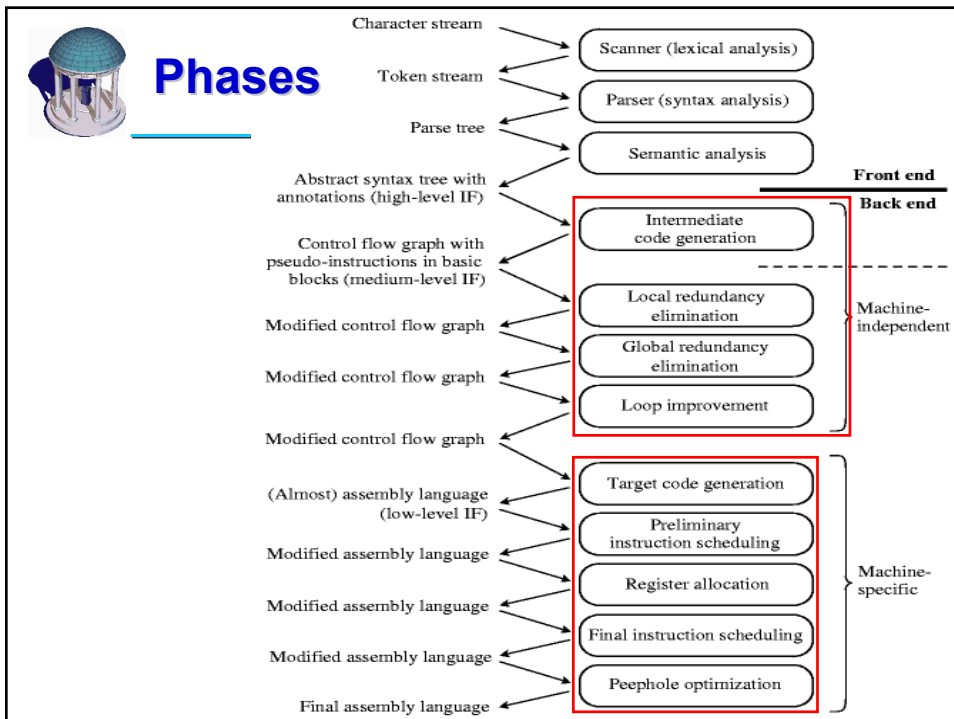 Phases
Character stream
Scanner (lexical analysis)
Token stream
Parser (syntax analysis)
Parse tree
Semantic analysis
Front end
Abstract syntax tree with
annotations (high-level IF)
Back end
Intermediate
code generation
Control flow graph with
pseudo-instructions in basic
blocks (medium-level IF)
Local redundancy
elimination
Machine-
independent
Modified control flow graph
Global redundancy
elimination
Modified control flow graph
Loop improvement
Modified control flow graph
Target code generation
(Almost) assembly language
(low-level IF)
Preliminary
instruction scheduling
Modified assembly language
Register allocation
Machine-
specific
Modified assembly language
Final instruction scheduling
Modified assembly language
Peephole optimization
Final assembly language